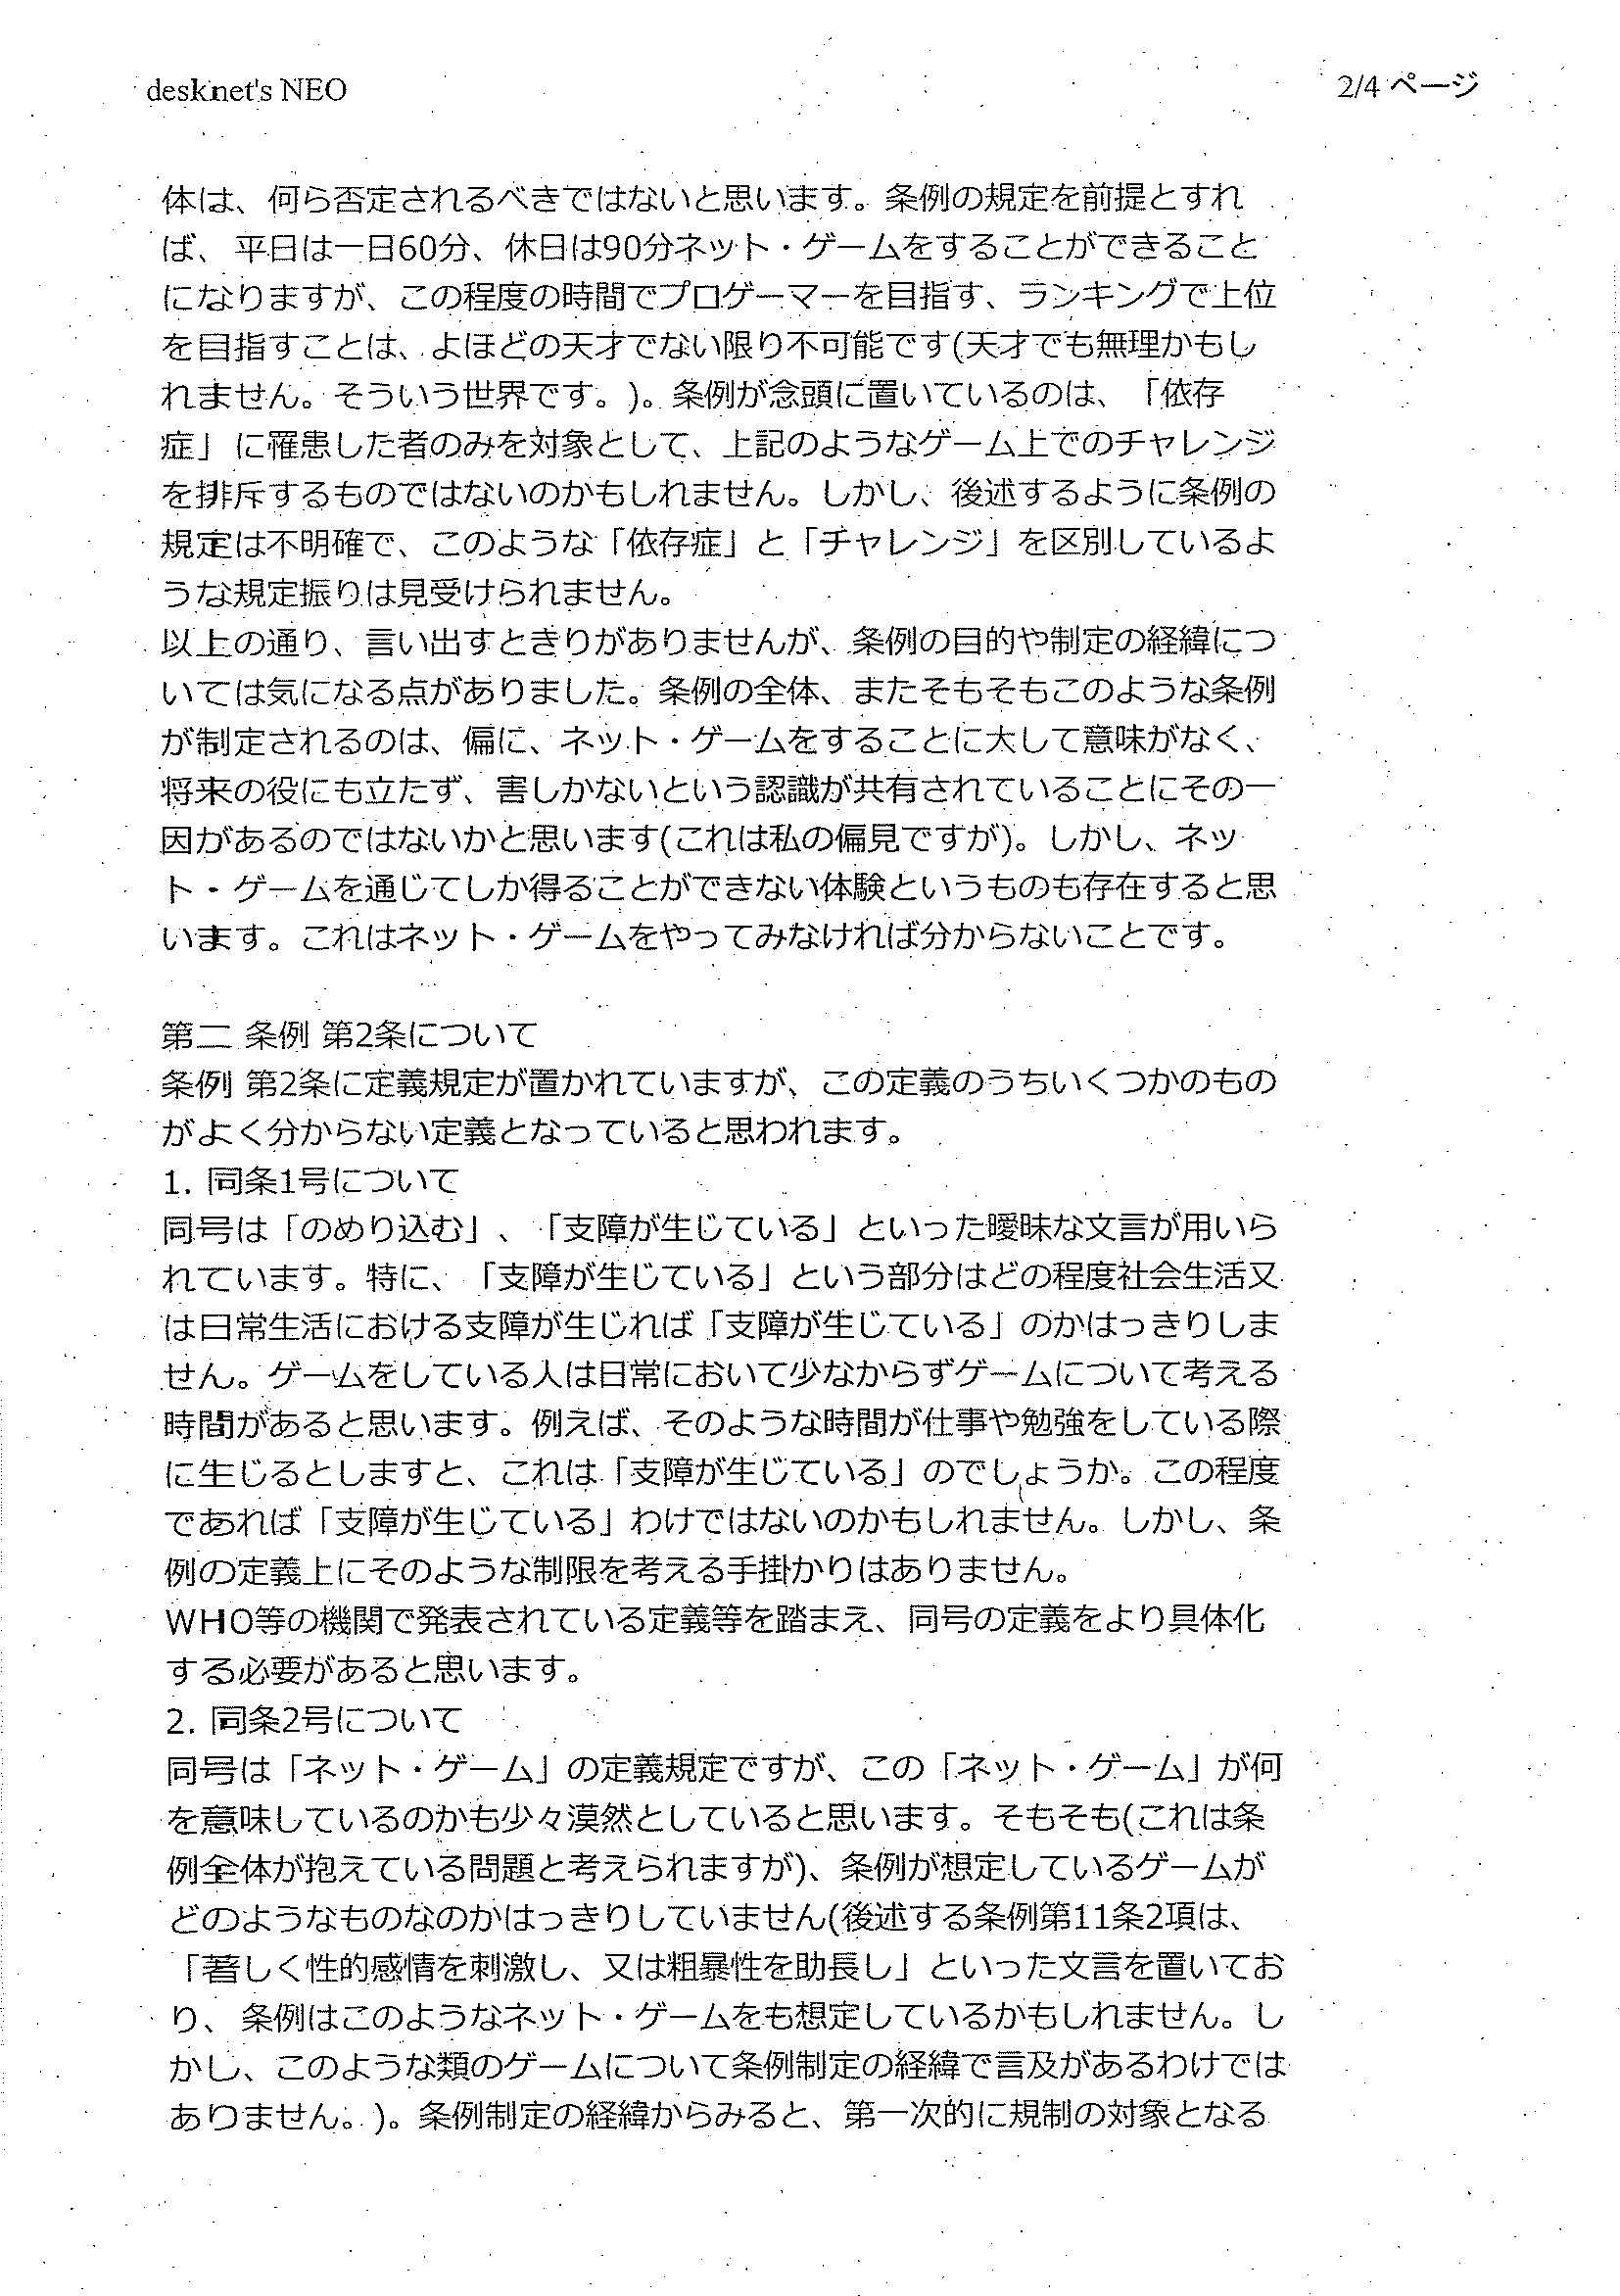 desknet's NEO
2/4 ページ
体は、何ら否定されるべきではないと思います。条例の規定を前提とすれ
ば、平日は一日60分、休日は90分ネット・ゲームをすることができること
になりますが、この程度の時間でプロゲーマーを目指す、ランキングで上位
を目指すことは、よほどの天才でない限り不可能です(天才でも無理かもし
れません。そういう世界です。)。条例が念頭に置いているのは、「依存
症」に罹患した者のみを対象として、上記のようなゲーム上でのチャレンジ
を排斥するものではないのかもしれません。しかし、後述するように条例の
規定は不明確で、このような「依存症」と「チャレンジ」を区別しているよ
うな規定振りは見受けられません。
以上の通り、言い出すときりがありませんが、条例の目的や制定の経緯につ
いては気になる点がありました。条例の全体、またそもそもこのような条例
が制定されるのは、偏に、ネット・ゲームをすることに大して意味がなく、
将来の役にも立たず、害しかないという認識が共有されていることにその一
因があるのではないかと思います(これは私の偏見ですが)。しかし、ネッ
ト・ゲームを通じてしか得ることができない体験というものも存在すると思
います。これはネット・ゲームをやってみなければ分からないことです。
第二 条例 第2条について
条例 第2条に定義規定が置かれていますが、この定義のうちいくつかのもの
がよく分からない定義となっていると思われます。
1. 同条1号について
同号は「のめり込む」、「支障が生じている」といった曖昧な文言が用いら
れています。特に、「支障が生じている」という部分はどの程度社会生活又
は日常生活における支障が生じれば「支障が生じている」のかはっきりしま
せん。ゲームをしている人は日常において少なからずゲームについて考える
時間があると思います。例えば、そのような時間が仕事や勉強をしている際
に生じるとしますと、これは「支障が生じている」のでしょうか。この程度
であれば「支障が生じている」わけではないのかもしれません。しかし、条
例の定義上にそのような制限を考える手掛かりはありません。
WHO等の機関で発表されている定義等を踏まえ、同号の定義をより具体化
する必要があると思います。
2. 同条2号について
同号は「ネット・ゲーム」の定義規定ですが、この「ネット・ゲーム」が何
を意味しているのかも少々漠然としていると思います。そもそも(これは条
例全体が抱えている問題と考えられますが)、条例が想定しているゲームが
どのようなものなのかはっきりしていません(後述する条例第11条2項は、
「著しく性的感情を刺激し、又は粗暴性を助長し」といった文言を置いてお
り、条例はこのようなネット・ゲームをも想定しているかもしれません。し
かし、このような類のゲームについて条例制定の経緯で言及があるわけでは
ありません。)。条例制定の経緯からみると、第一次的に規制の対象となる